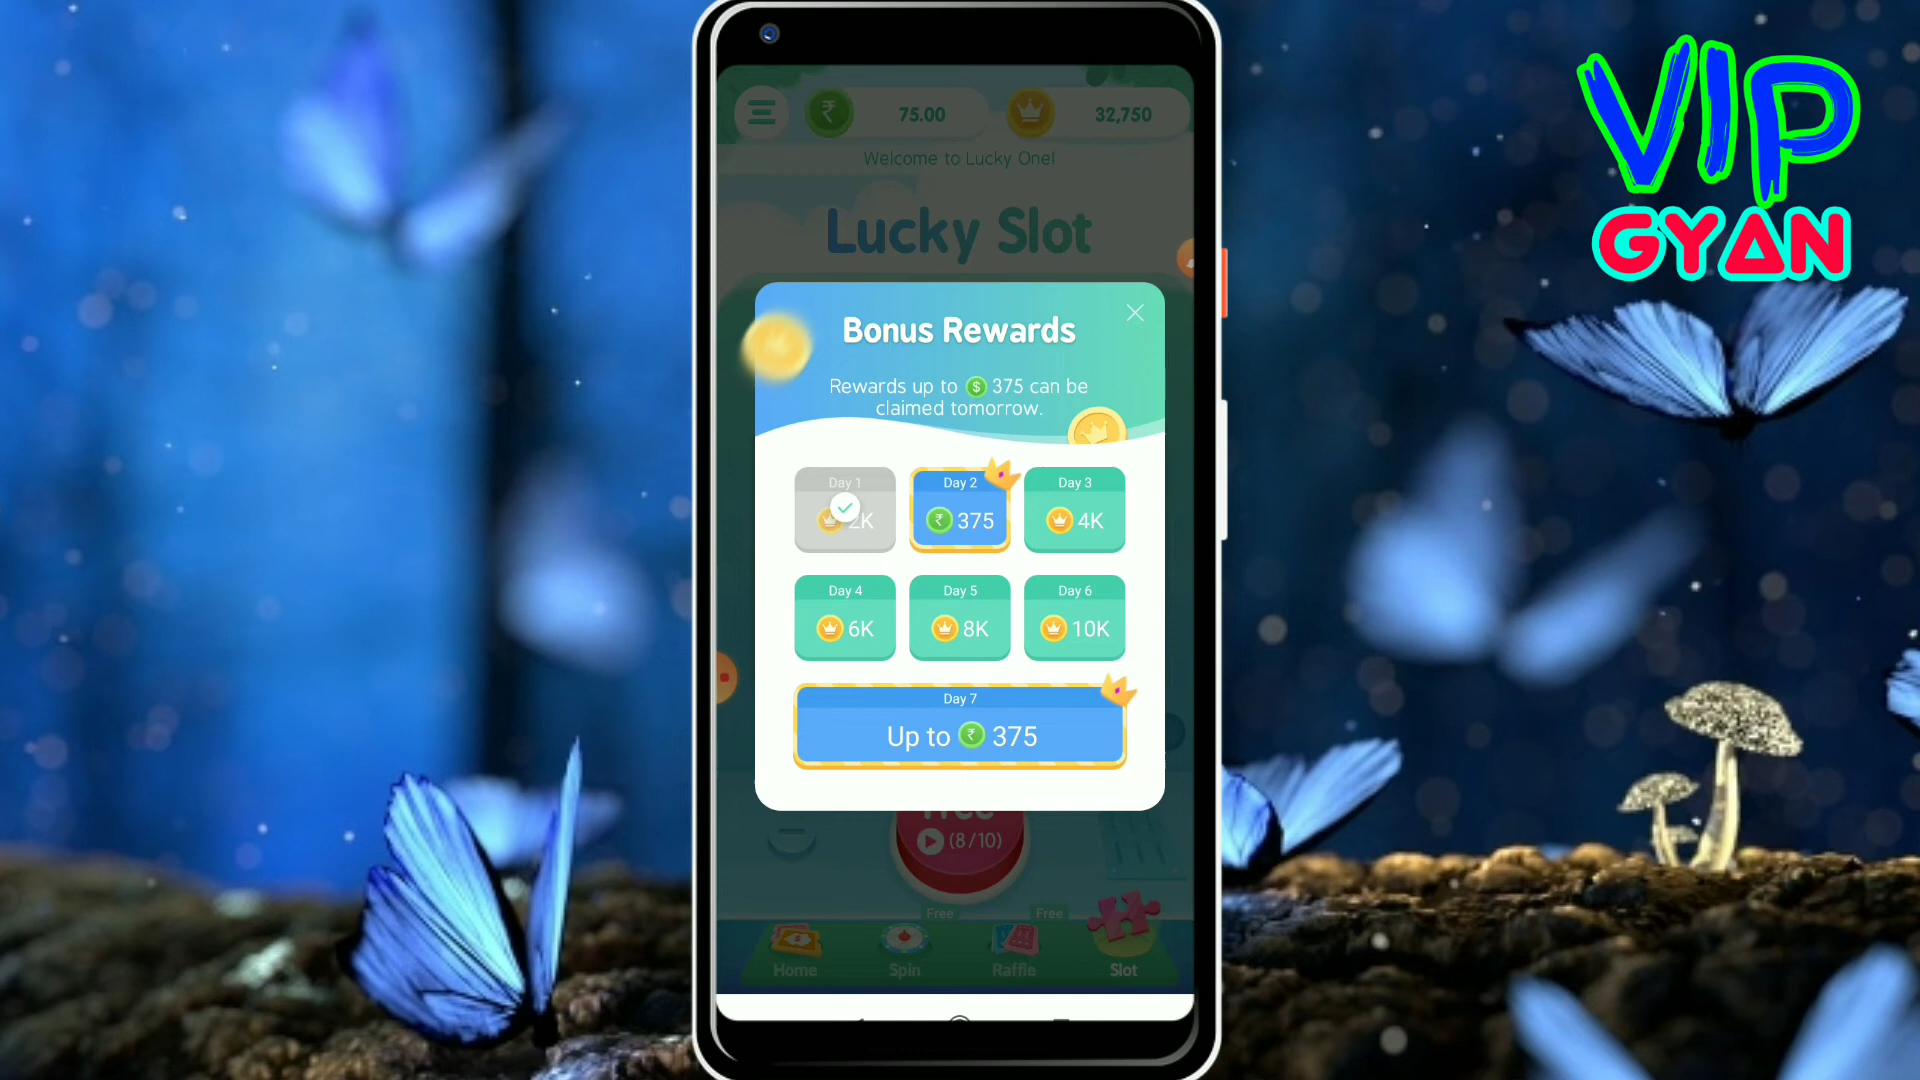 VIP
GYAN
₹ 75.00
32,750
Welcome to Lucky One!
Lucky Slot
Bonus Rewards
Rewards up to $ 375 can be
claimed tomorrow.
Day 1
2K
Day 2
₹ 375
Day 3
4K
Day 4
6K
Day 5
8K
Day 6
10K
Day 7
Up to ₹ 375
Free
(8/10)
Free
Free
Home
Spin
Raffle
Slot